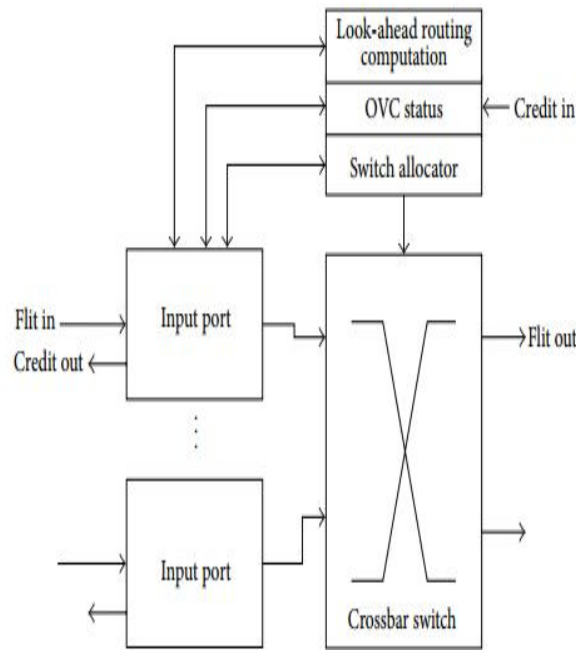 Look-ahead routing
computation
OVC status
Credit in
Switch allocator
Flit in
Input port
Credit out
Flit out
Input port
Crossbar switch